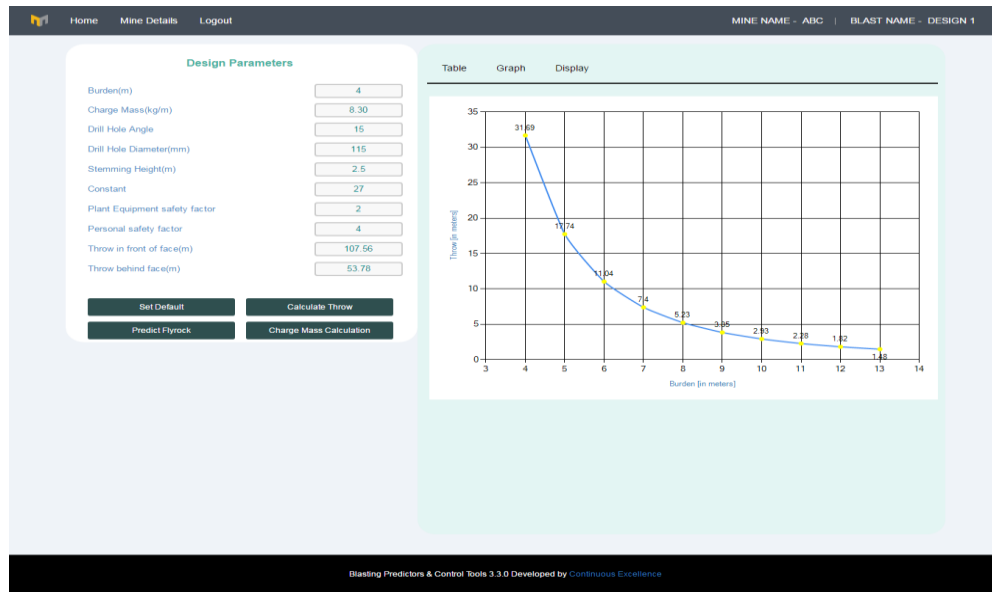 Home Mine Details Logout MINE NAME - ABC | BLAST NAME - DESIGN 1
Design Parameters
Burden(m) 4
Charge Mass(kg/m) 8.30
Drill Hole Angle 15
Drill Hole Diameter(mm) 115
Stemming Height(m) 2.5
Constant 27
Plant Equipment safety factor 2
Personal safety factor 4
Throw in front of face(m) 107.56
Throw behind face(m) 53.78
Set Default Calculate Throw
Predict Flyrock Charge Mass Calculation
Table Graph Display
35
30
25
20
15
10
5
0
Throw [in meters]
31.69
17.74
11.04
7.4
5.23
3.85
2.93
2.28
1.82
1.48
3 4 5 6 7 8 9 10 11 12 13 14
Burden [in meters]
Blasting Predictors & Control Tools 3.3.0 Developed by Continuous Excellence